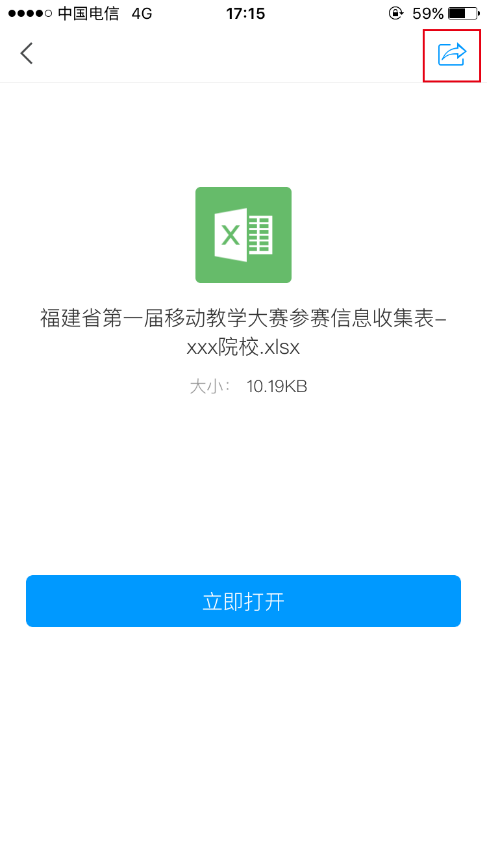 中国电信 4G 17:15 59%
福建省第一届移动教学大赛参赛信息收集表-
xxx院校.xlsx
大小： 10.19KB
立即打开